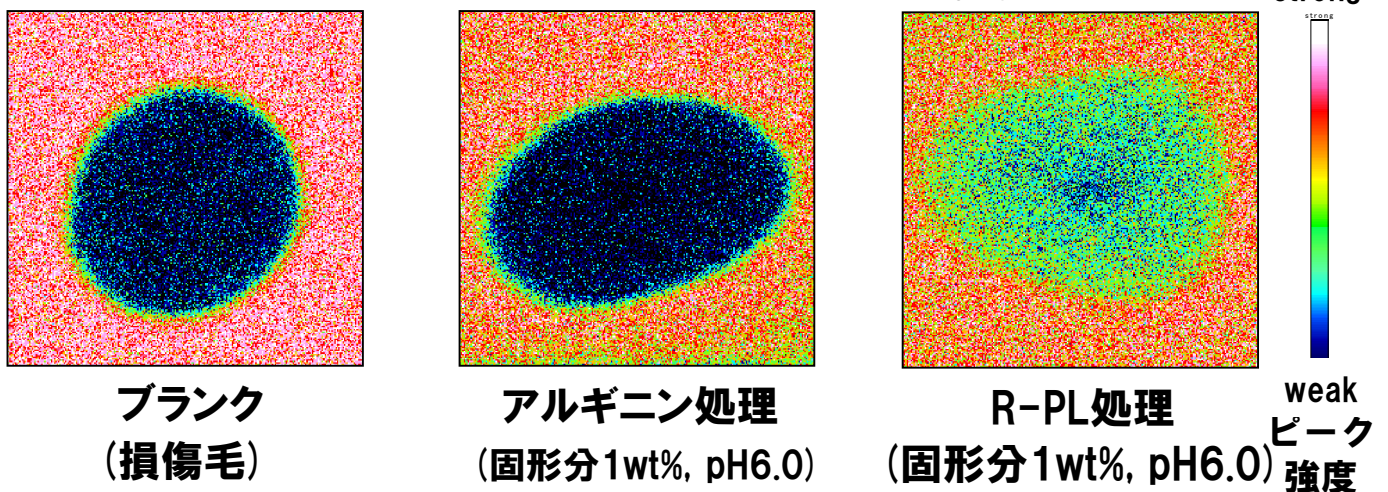 strong
ブランク
(損傷毛)
アルギニン処理
(固形分1wt%, pH6.0)
R-PL処理
(固形分1wt%, pH6.0)
weak
ピーク
強度